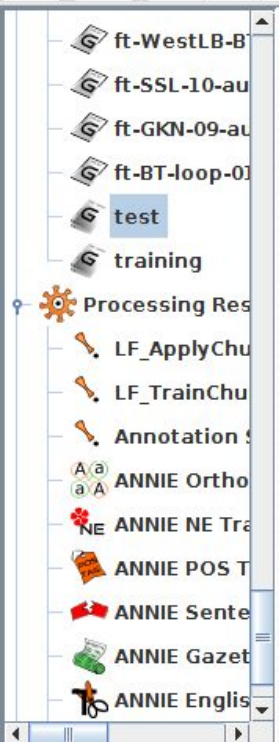 ft-WestLB-B
ft-SSL-10-au
ft-GKN-09-au
ft-BT-loop-01
test
training
Processing Res
LF_ApplyChu
LF_TrainChu
Annotation
ANNIE Ortho
ANNIE NE Tra
ANNIE POS T
ANNIE Sente
ANNIE Gazet
ANNIE Englis